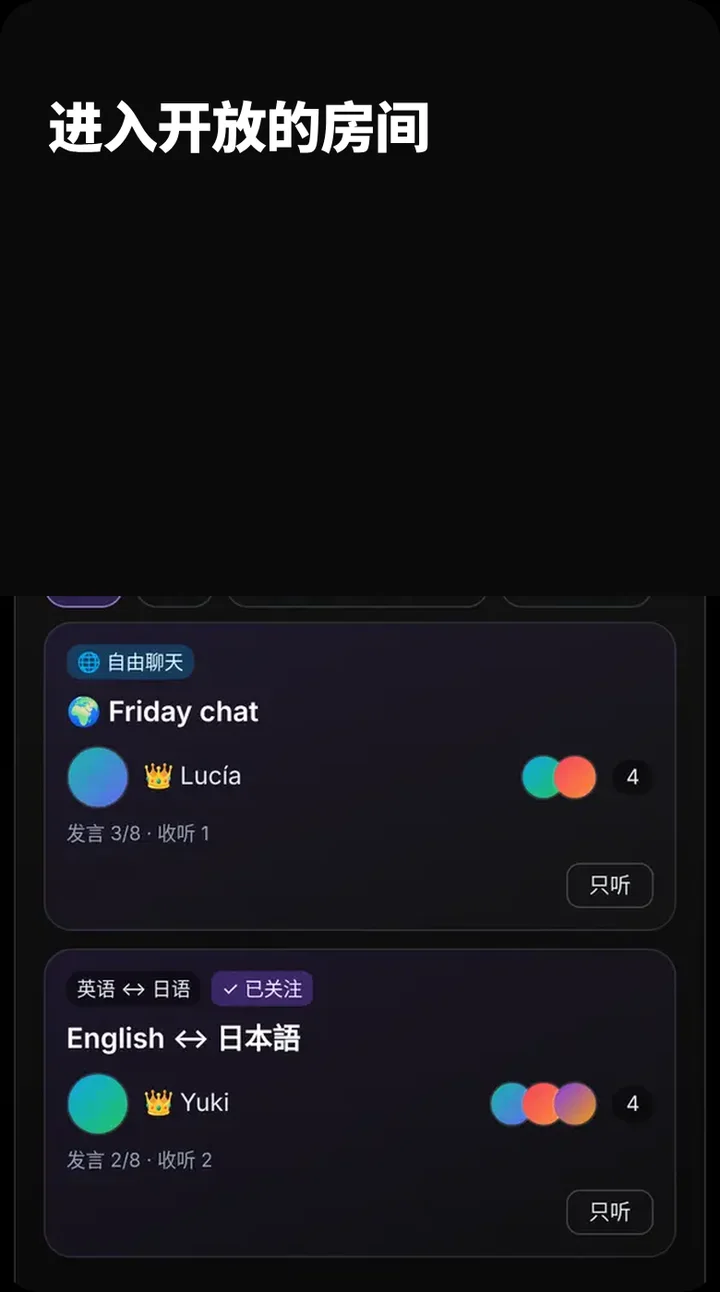 进入开放的房间
自由聊天
Friday chat
Lucía
4
发言 3/8 · 收听 1
只听
英语 ↔ 日语
✓ 已关注
English ↔ 日本語
Yuki
4
发言 2/8 · 收听 2
只听